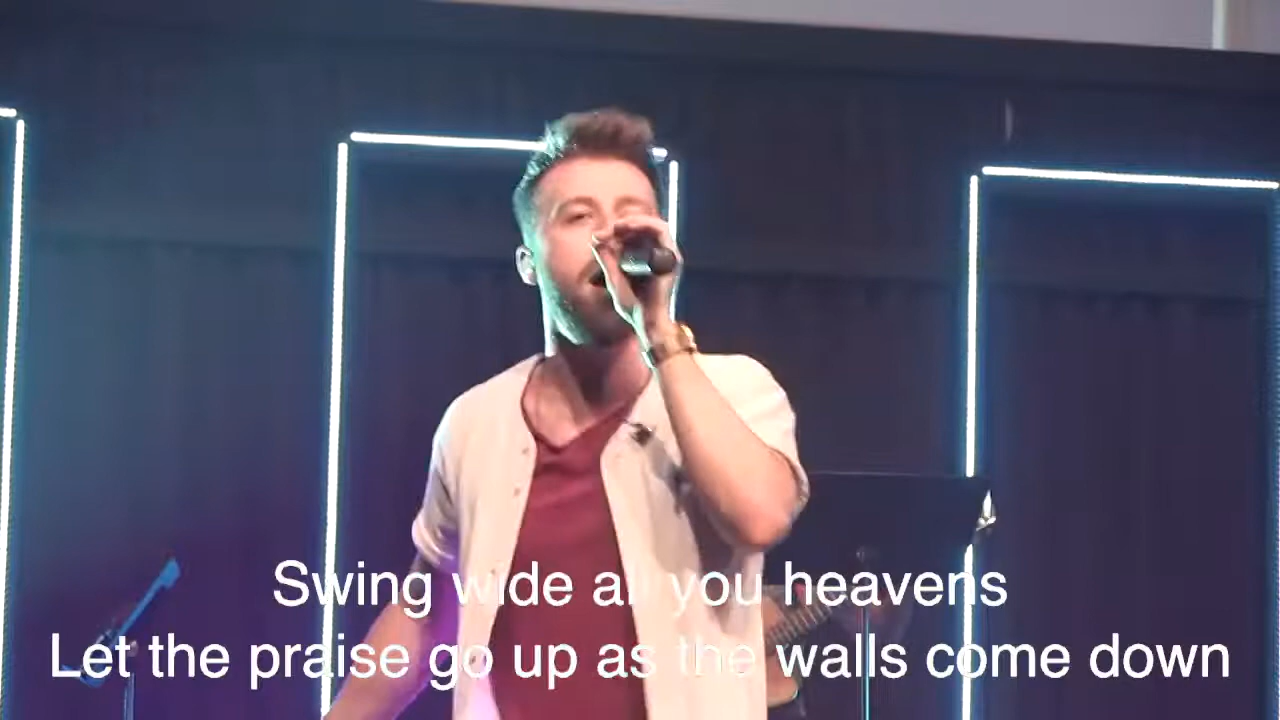 Swing wide all you heavens
Let the praise go up as the walls come down